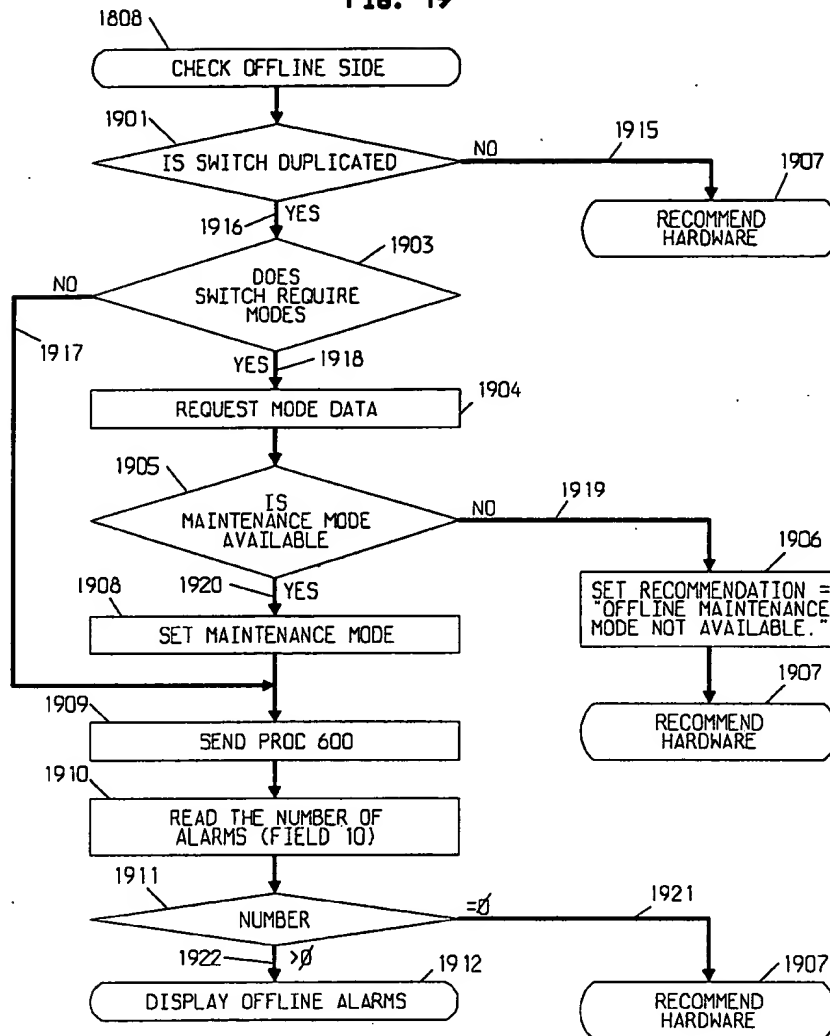 FIG. 19
1808
CHECK OFFLINE SIDE
1901
IS SWITCH DUPLICATED
NO
1915
1907
RECOMMEND
HARDWARE
1916
YES
1903
DOES
SWITCH REQUIRE
MODES
NO
1917
YES
1918
REQUEST MODE DATA
1904
1905
IS
MAINTENANCE MODE
AVAILABLE
NO
1919
1906
SET RECOMMENDATION =
"OFFLINE MAINTENANCE
MODE NOT AVAILABLE."
1907
RECOMMEND
HARDWARE
1920
YES
1908
SET MAINTENANCE MODE
1909
SEND PROC 600
1910
READ THE NUMBER OF
ALARMS (FIELD 10)
1911
NUMBER
=0
1921
1907
RECOMMEND
HARDWARE
1922
>0
1912
DISPLAY OFFLINE ALARMS